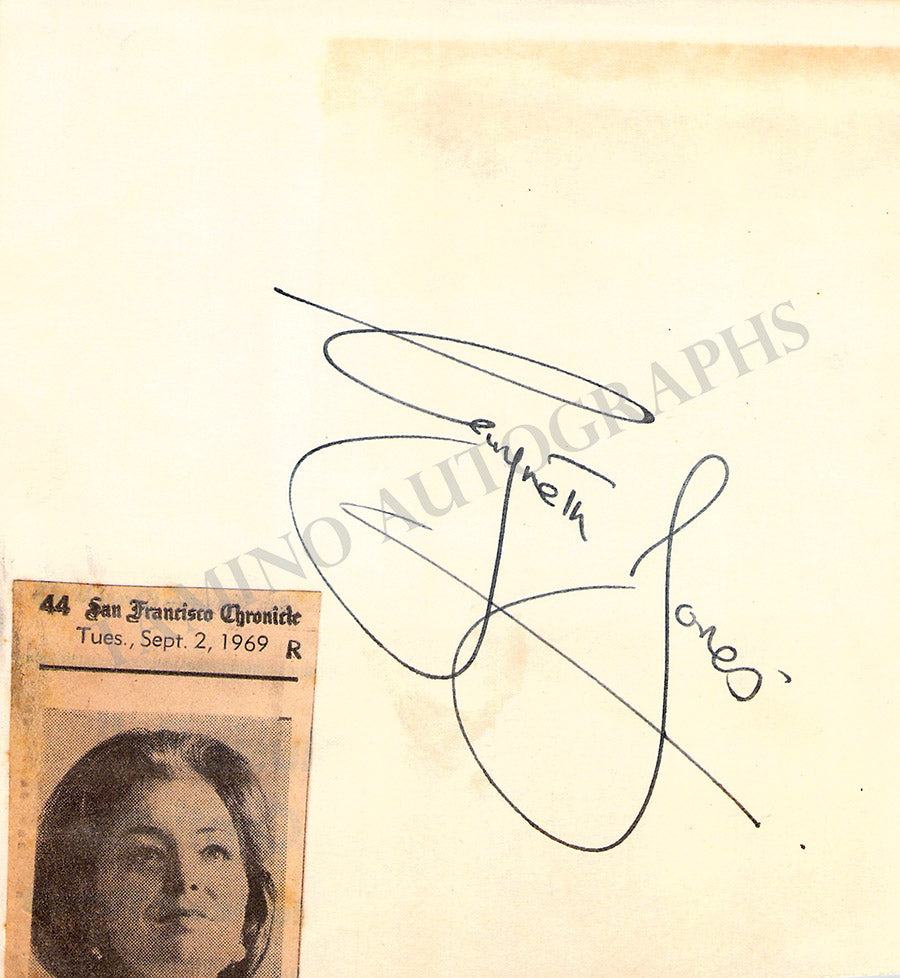 Gwyneth
Jones
TAMINO AUTOGRAPHS
44 San Francisco Chronicle
Tues., Sept. 2, 1969 R